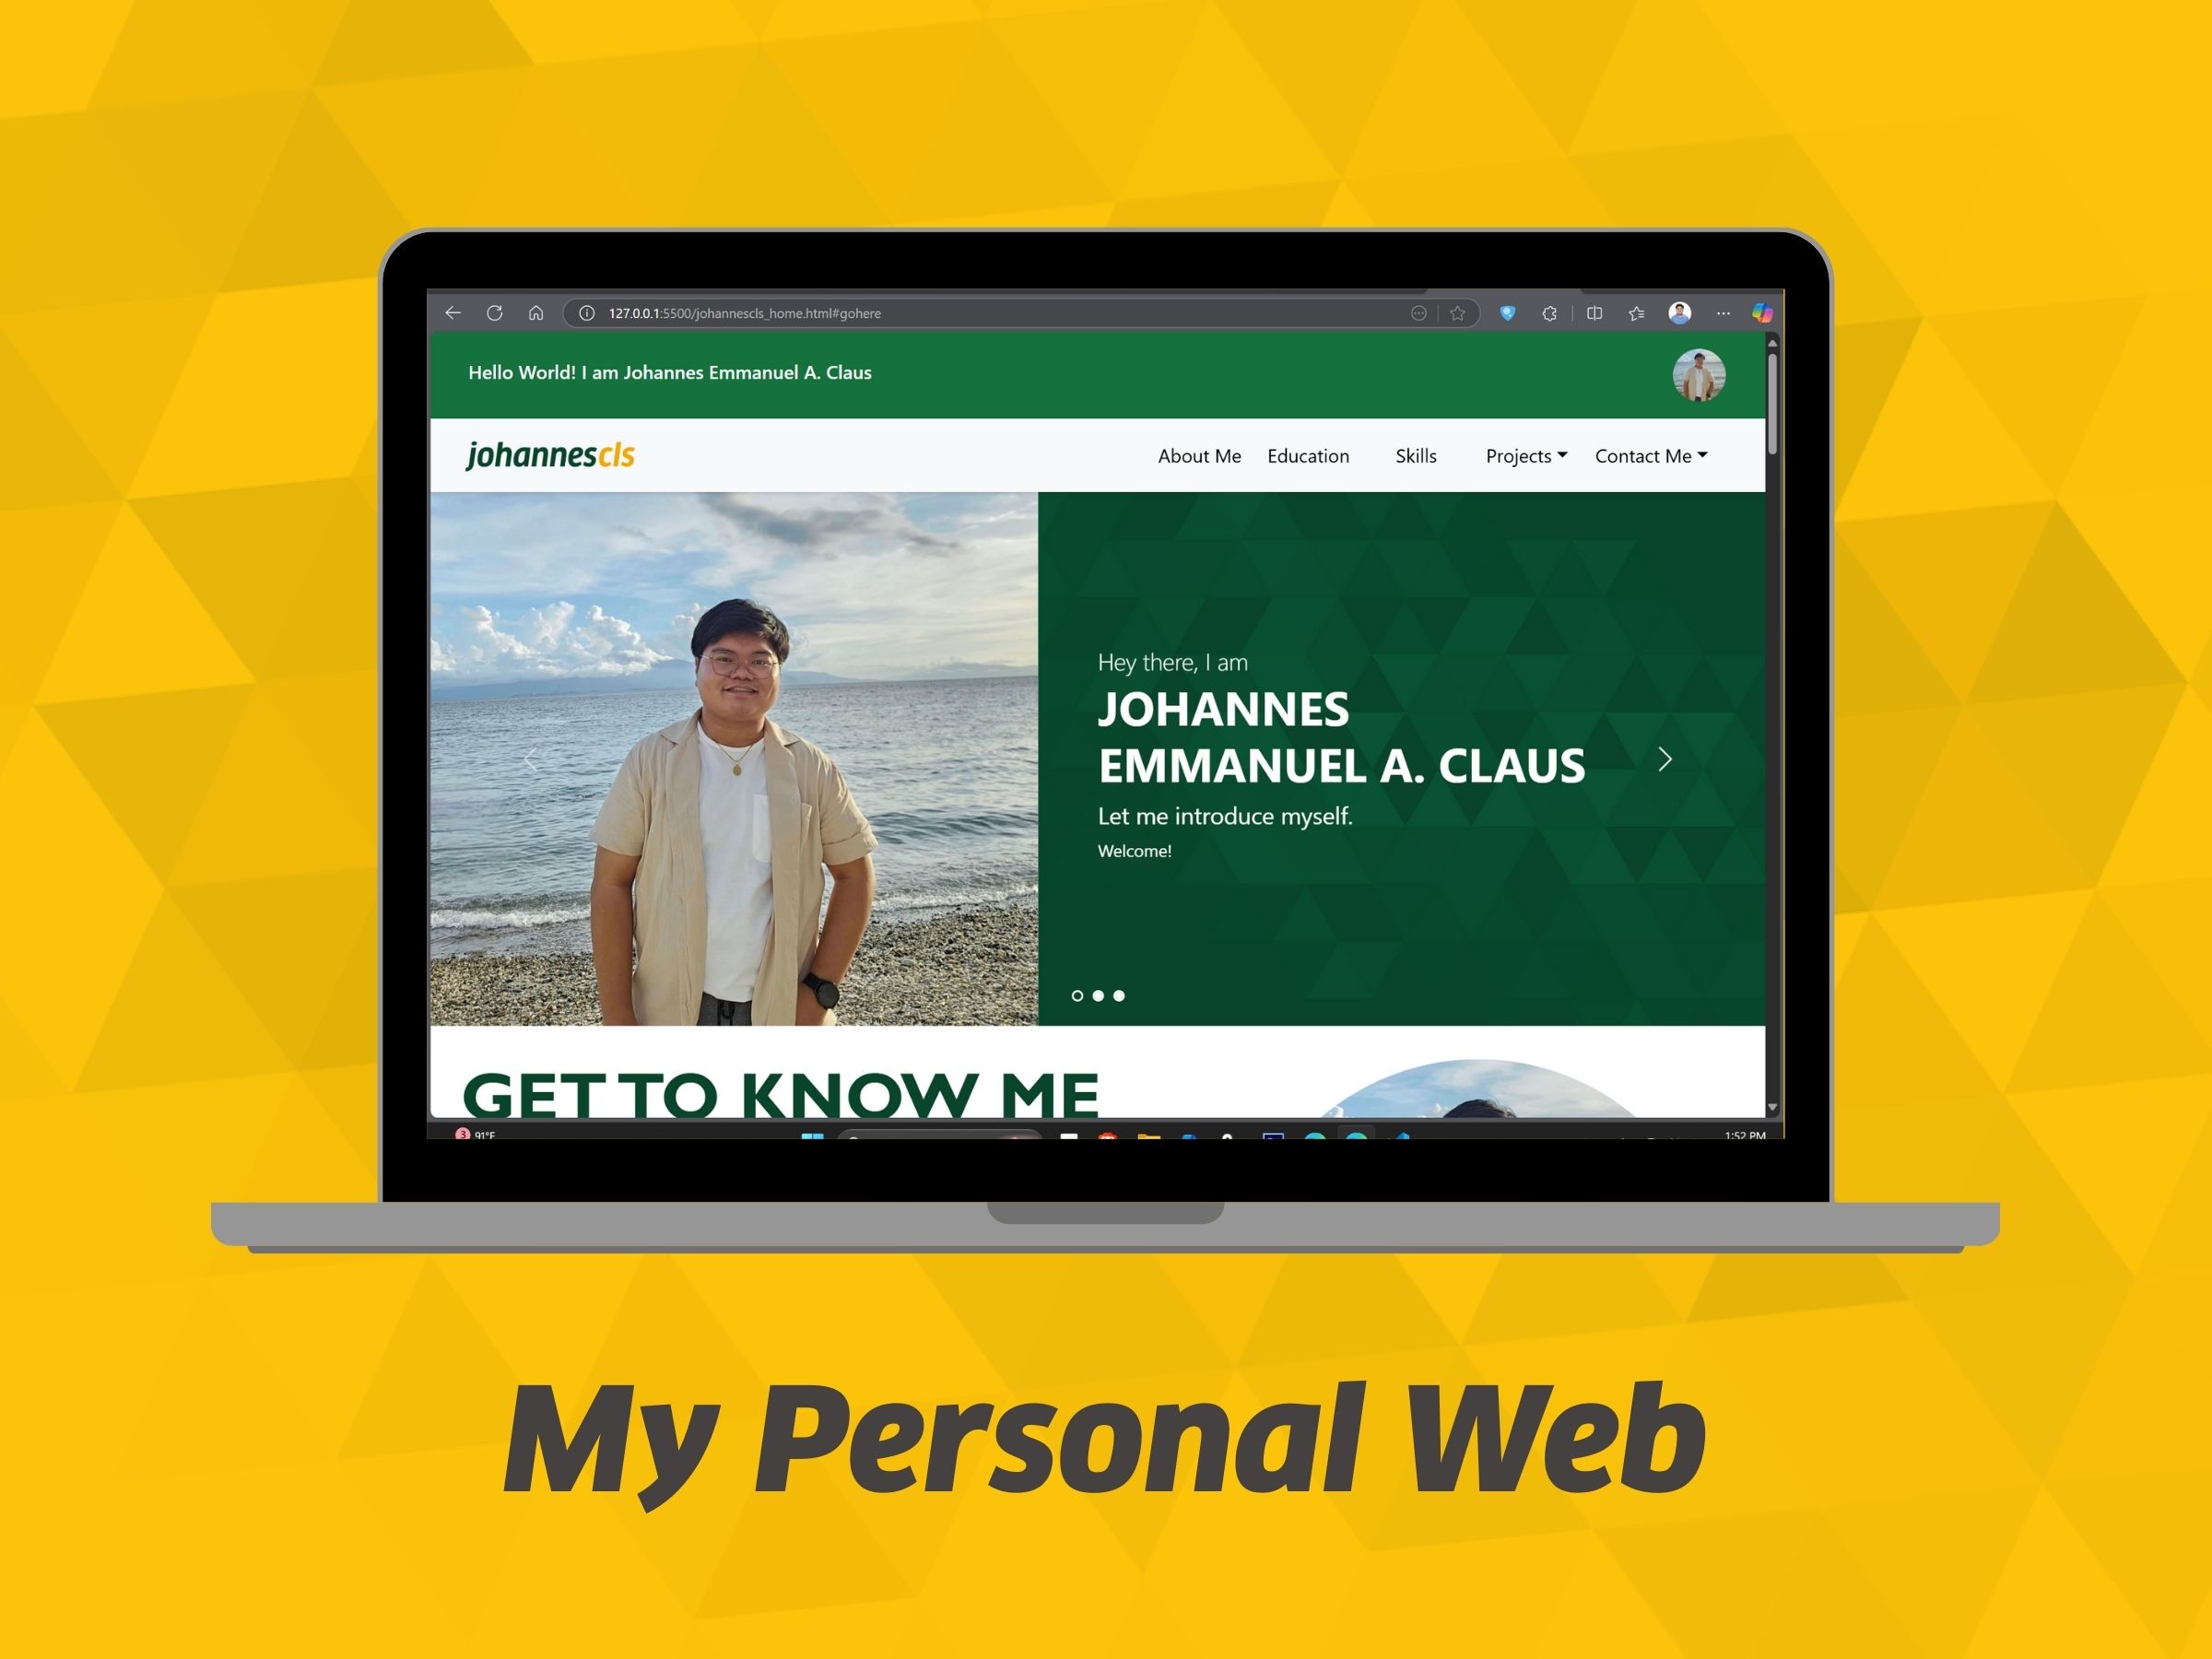 127.0.0.1:5500/johannescls_home.html#gohere
Hello World! I am Johannes Emmanuel A. Claus
johannescls
About Me Education Skills Projects Contact Me
Hey there, I am
JOHANNES
EMMANUEL A. CLAUS
Let me introduce myself.
Welcome!
GET TO KNOW ME
3 91°F
1:52 PM
My Personal Web